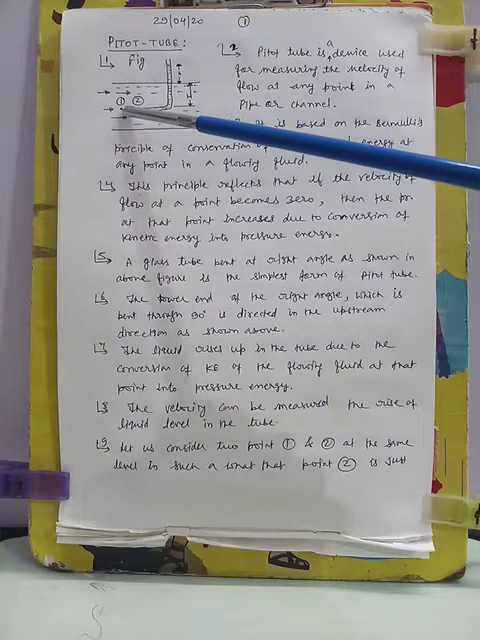 29/04/20 ①
PITOT-TUBE:
1 Fig
① ②
2 Pitot tube is a device used
for measuring the velocity of
flow at any point in a
pipe or channel.
is based on the Bernulli's
princiole of conservation of energy at
any point in a flowing fluid.
4 This principle reflects that if the velocity of
flow at a point becomes zero, then the pr.
at that point increases due to conversion of
kinetic energy into pressure energy.
5 A glass tube bent at right angle as shown in
above figure is the simplest form of Pitot tube.
6 The lower end of the right angle, which is
bent through 90° is directed in the upstream
direction as shown above.
7 The liquid rises up in the tube due to the
conversion of KE of the flowing fluid at that
point into pressure energy.
8 The velocity can be measured the rise of
liquid level in the tube.
9 Let us consider two point ① & ② at the same
level in such a way that point ② is just